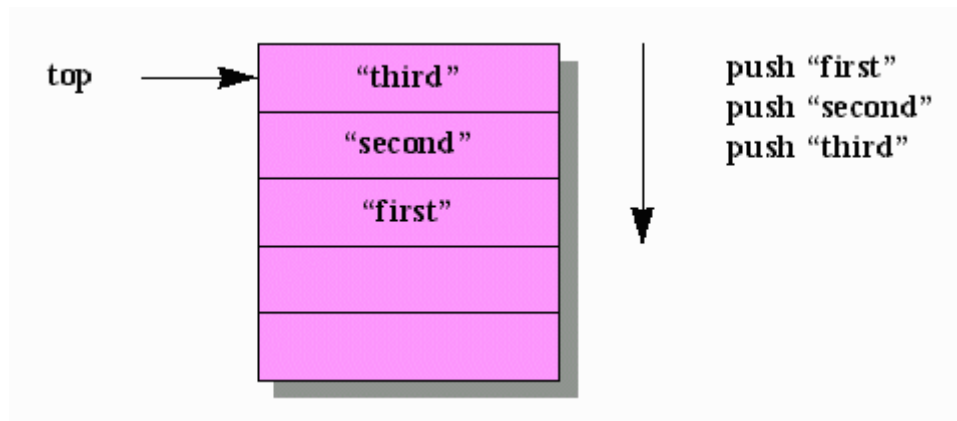 top
“third”
“second”
“first”
push “first”
push “second”
push “third”